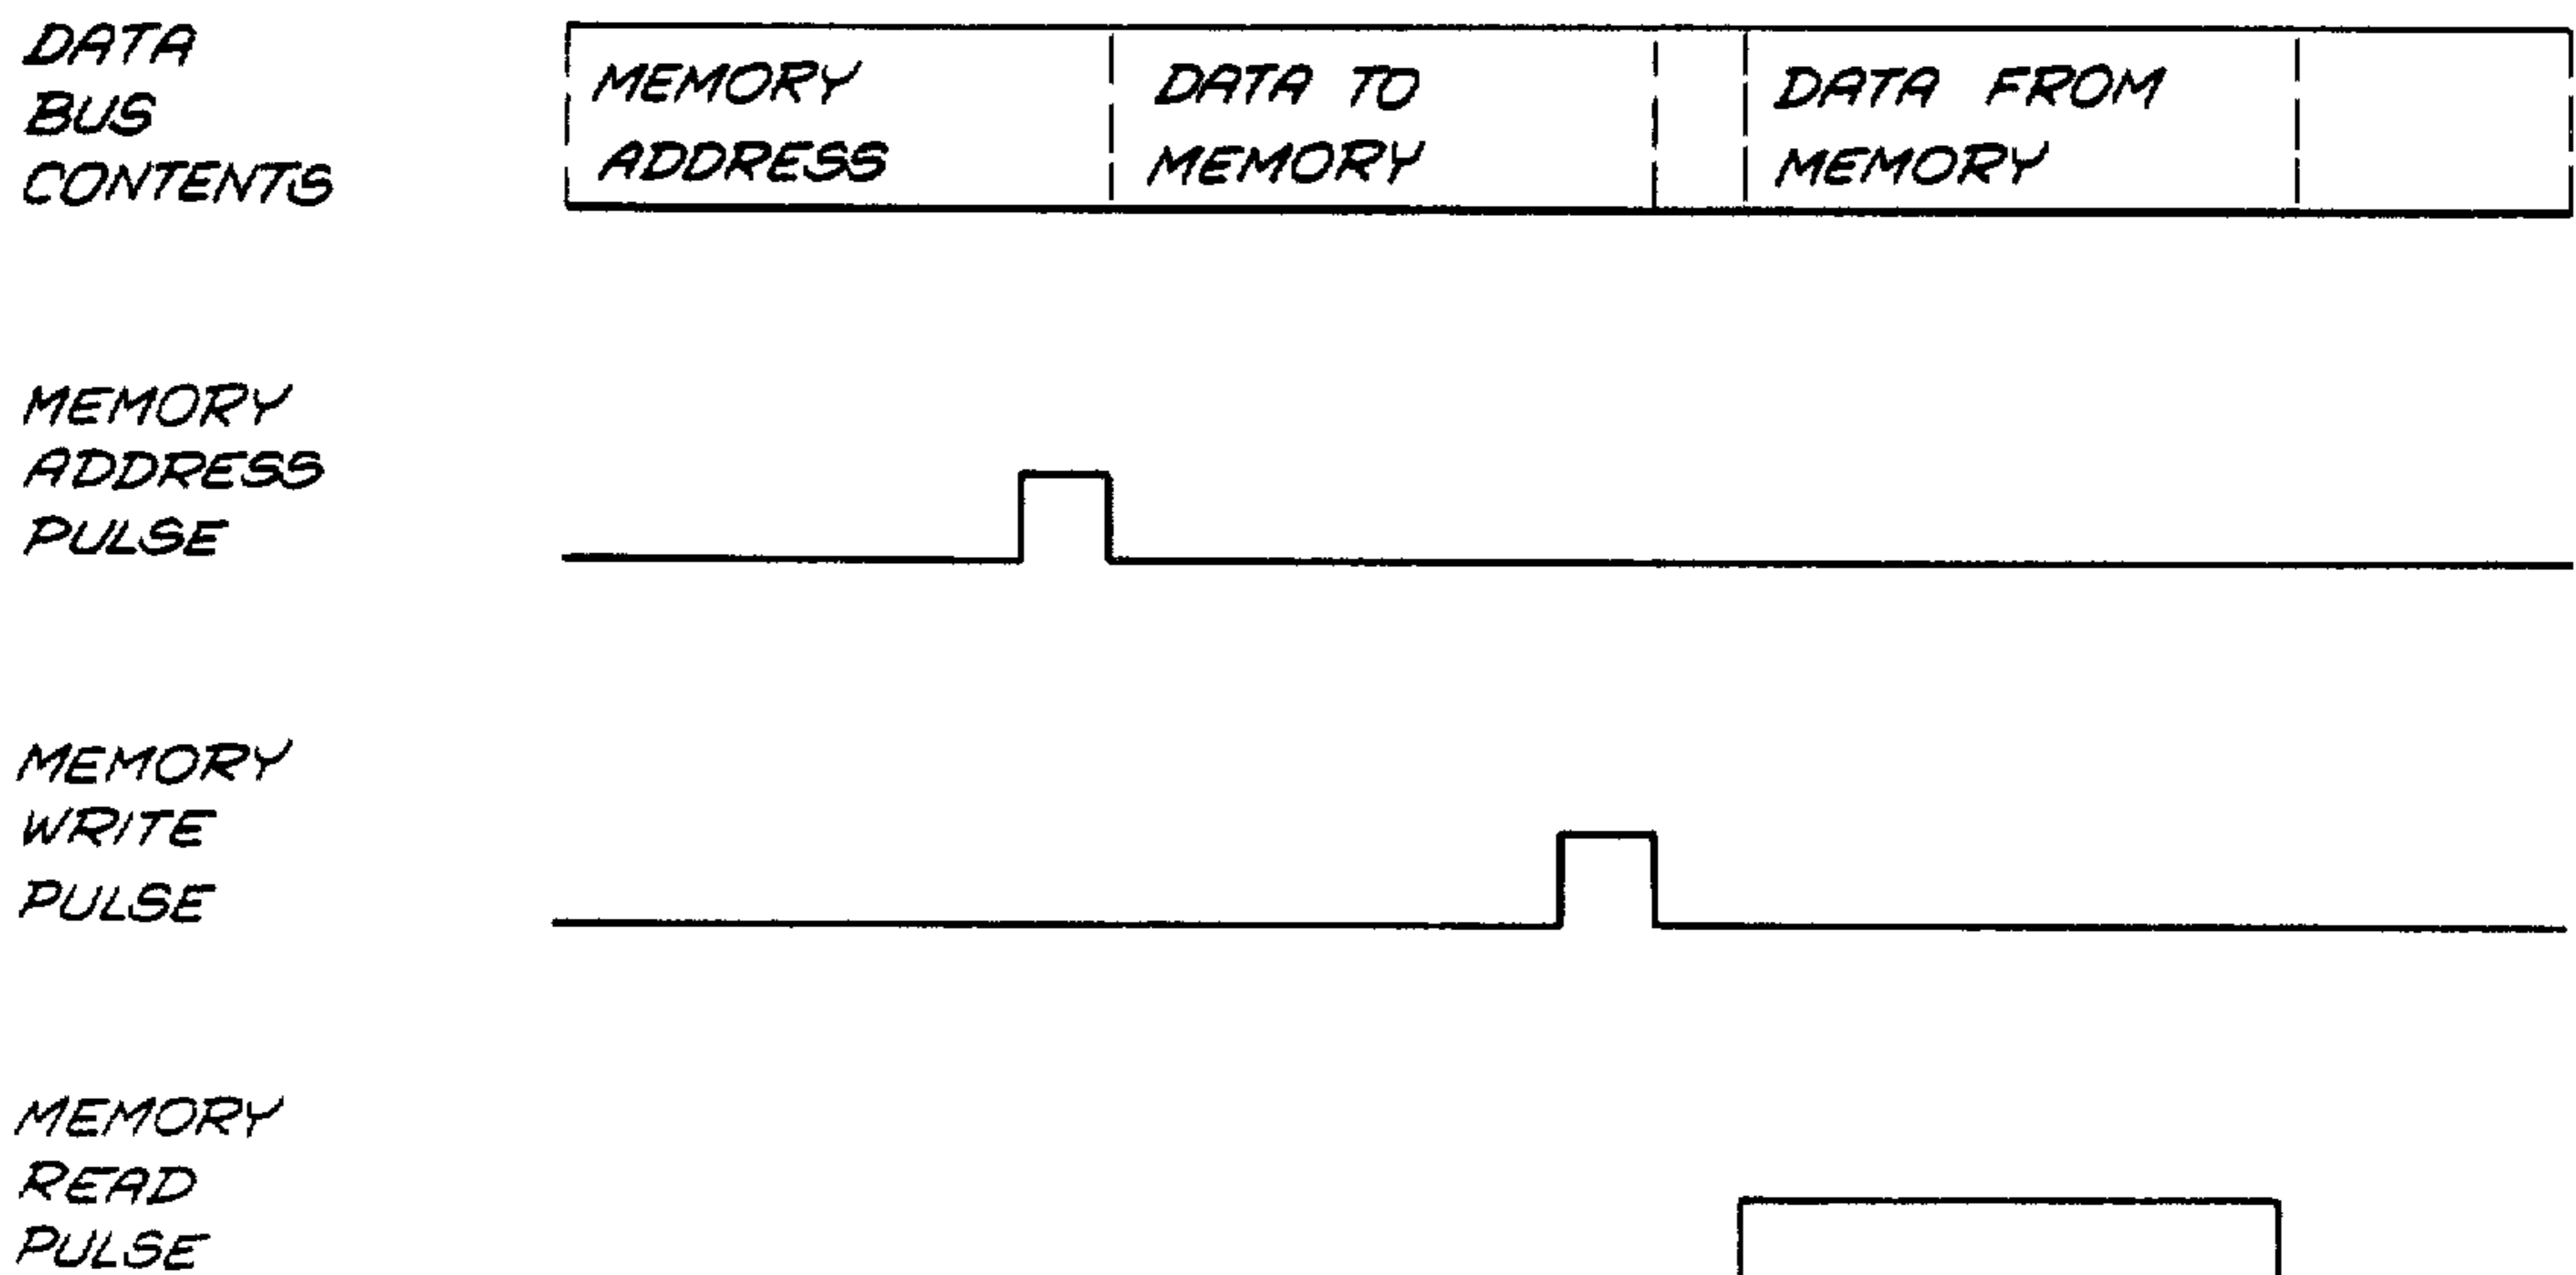 DATA
BUS
CONTENTS
MEMORY
ADDRESS
DATA TO
MEMORY
DATA FROM
MEMORY
MEMORY
ADDRESS
PULSE
MEMORY
WRITE
PULSE
MEMORY
READ
PULSE